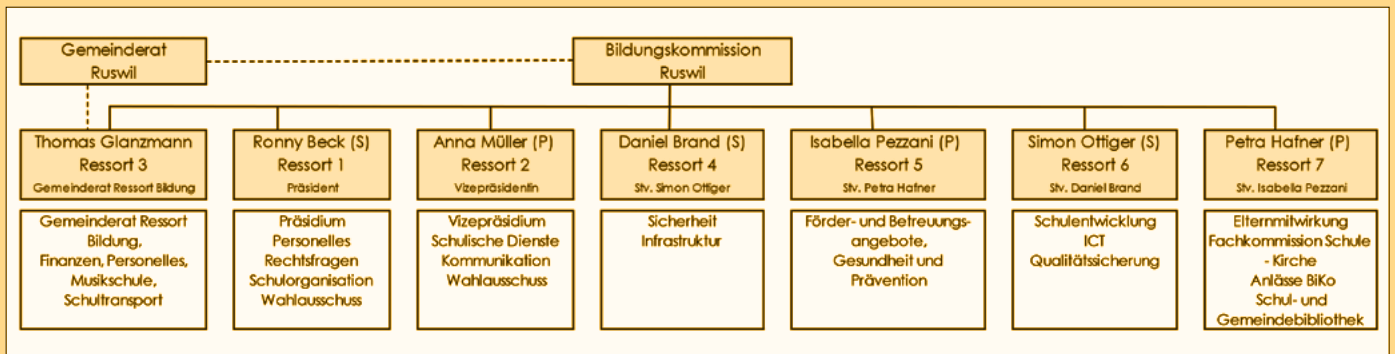 Gemeinderat
Ruswil
Bildungskommission
Ruswil
Thomas Glanzmann
Ressort 3
Gemeinderat Ressort Bildung
Ronny Beck (S)
Ressort 1
Präsident
Anna Müller (P)
Ressort 2
Vizepräsidentin
Daniel Brand (S)
Ressort 4
Stv. Simon Ottiger
Isabella Pezzani (P)
Ressort 5
Stv. Petra Hafner
Simon Ottiger (S)
Ressort 6
Stv. Daniel Brand
Petra Hafner (P)
Ressort 7
Stv. Isabella Pezzani
Gemeinderat Ressort
Bildung,
Finanzen, Personelles,
Musikschule,
Schultransport
Präsidium
Personelles
Rechtsfragen
Schulorganisation
Wahlausschuss
Vizepräsidium
Schulische Dienste
Kommunikation
Wahlausschuss
Sicherheit
Infrastruktur
Förder- und Betreuungs-
angebote,
Gesundheit und
Prävention
Schulentwicklung
ICT
Qualitätssicherung
Elternmitwirkung
Fachkommission Schule
- Kirche
Anlässe BiKo
Schul- und
Gemeindebibliothek